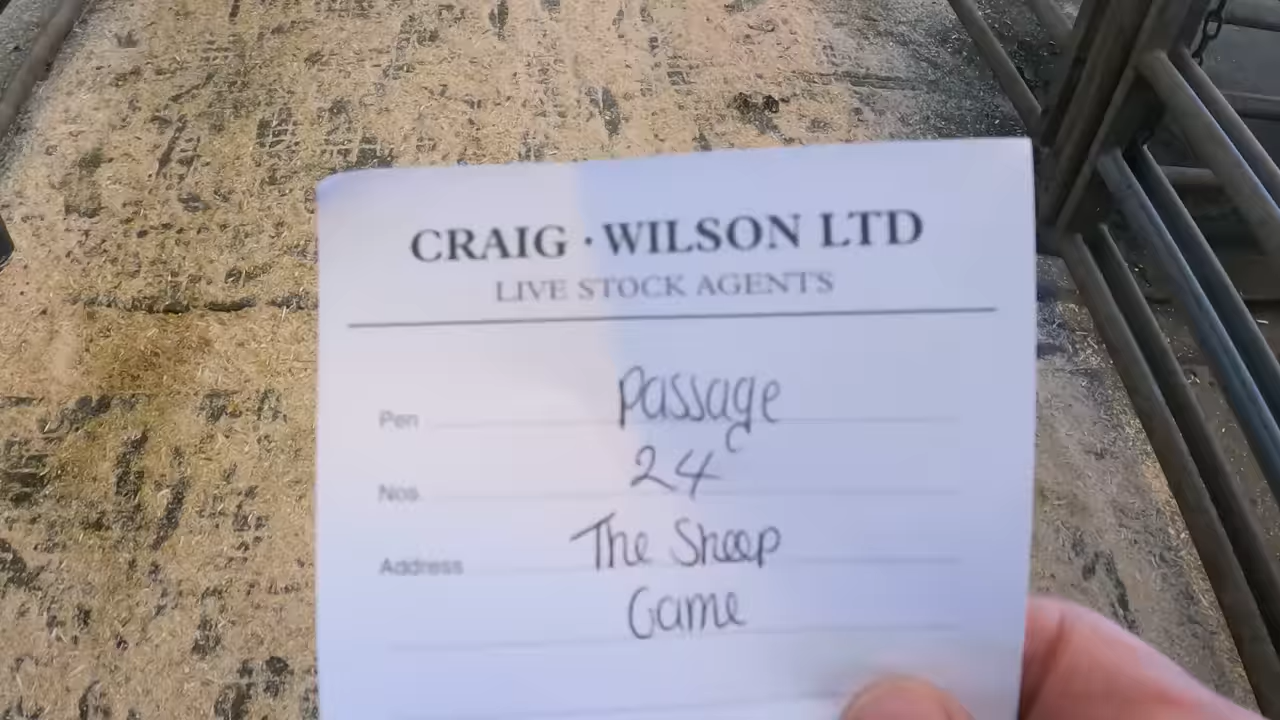 CRAIG · WILSON LTD
LIVE STOCK AGENTS
Pen Passage
Nos. 24 c
Address The Sheep
Game